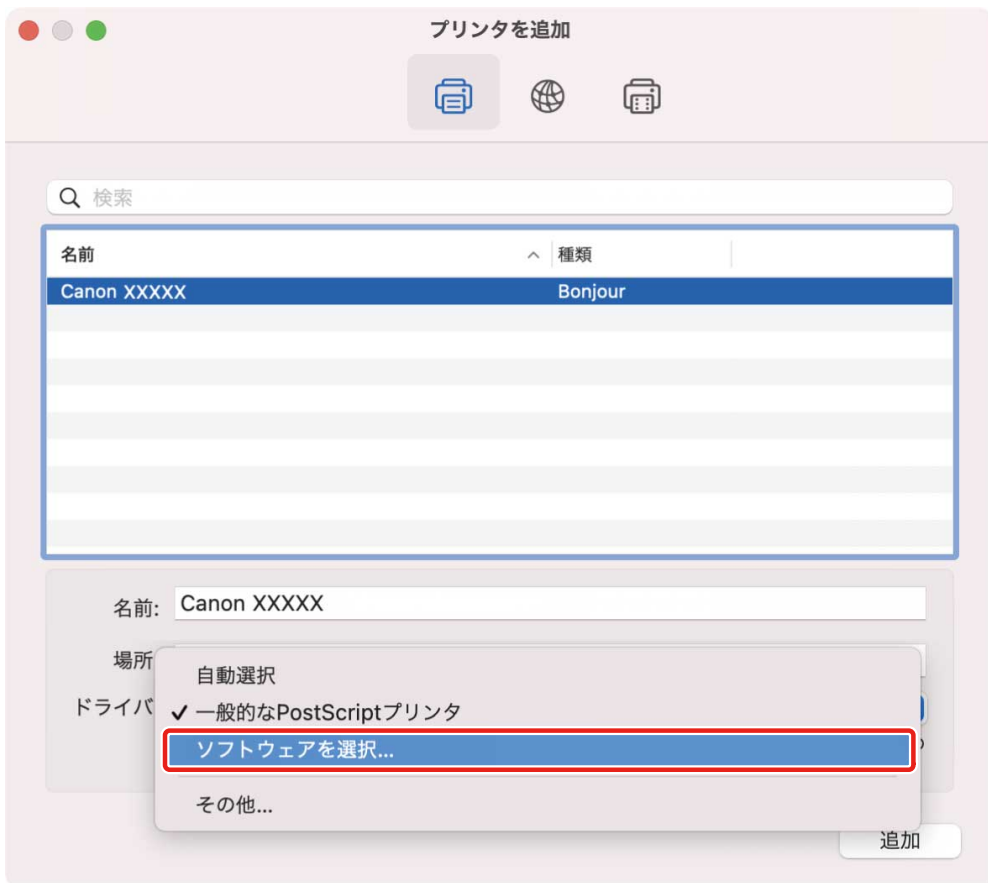 プリンタを追加
検索
名前 種類
Canon XXXXX Bonjour
名前: Canon XXXXX
場所
自動選択
ドライバ
✓ 一般的なPostScriptプリンタ
ソフトウェアを選択...
その他...
追加